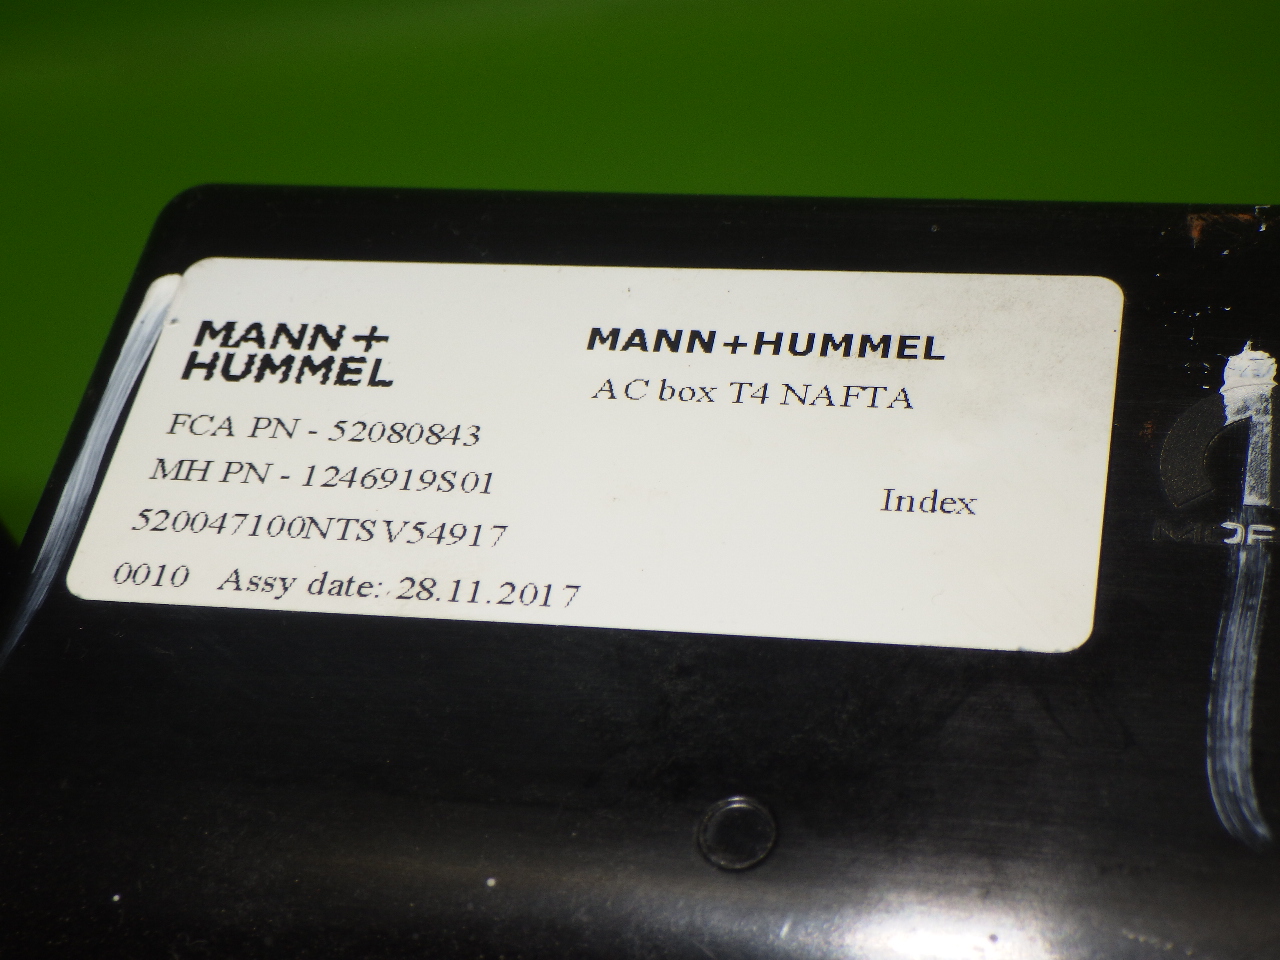 MANN+
HUMMEL
FCA PN - 52080843
MH PN - 1246919S01
520047100NTSV54917
0010 Assy date: 28.11.2017
MANN+HUMMEL
AC box T4 NAFTA
Index